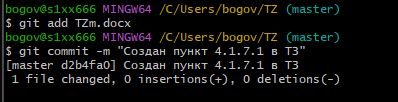 bogov@s1xx666 MINGW64 /C/Users/bogov/TZ (master)
$ git add TZm.docx
bogov@s1xx666 MINGW64 /C/Users/bogov/TZ (master)
$ git commit -m "Создан пункт 4.1.7.1 в ТЗ"
[master d2b4fa0] Создан пункт 4.1.7.1 в ТЗ
1 file changed, 0 insertions(+), 0 deletions(-)